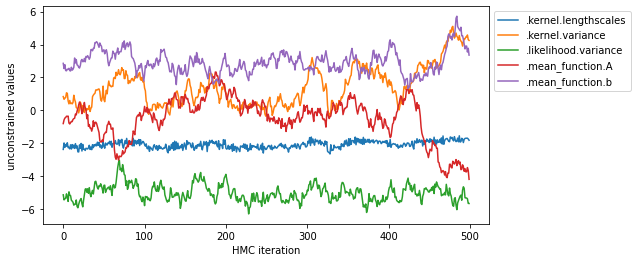 6
4
2
0
−2
−4
−6
unconstrained values
0
100
200
300
400
500
HMC iteration
.kernel.lengthscales
.kernel.variance
.likelihood.variance
.mean_function.A
.mean_function.b